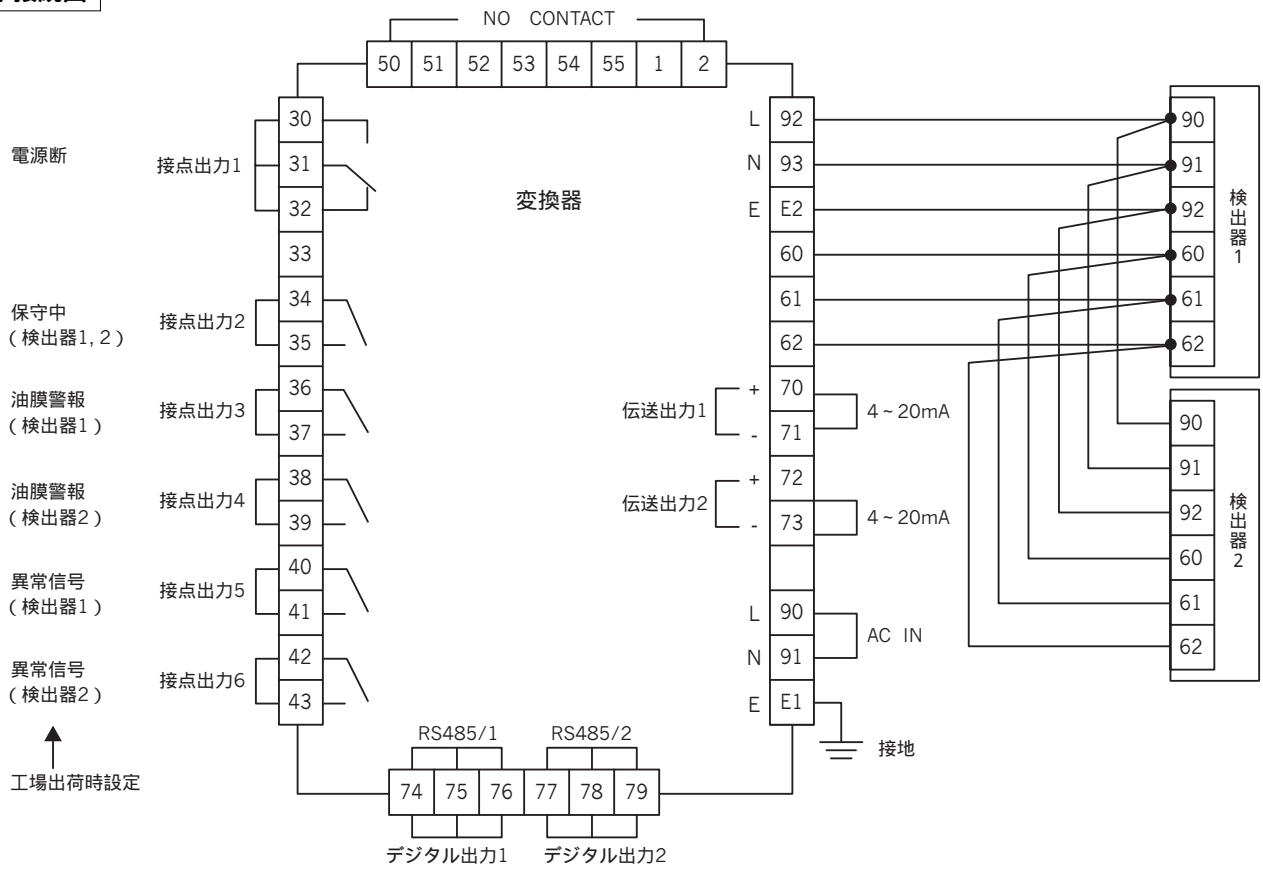 NO CONTACT
50 51 52 53 54 55 1 2
電源断
接点出力1
30
31
32
33
保守中
(検出器1, 2)
接点出力2
34
35
油膜警報
(検出器1)
接点出力3
36
37
油膜警報
(検出器2)
接点出力4
38
39
異常信号
(検出器1)
接点出力5
40
41
異常信号
(検出器2)
接点出力6
42
43
工場出荷時設定
変換器
L 92
N 93
E E2
60
61
62
伝送出力1
+ 70
- 71
4~20mA
伝送出力2
+ 72
- 73
4~20mA
L 90
N 91
AC IN
E E1
接地
RS485/1 RS485/2
74 75 76 77 78 79
デジタル出力1 デジタル出力2
90
91
92
60
61
62
検出器1
90
91
92
60
61
62
検出器2